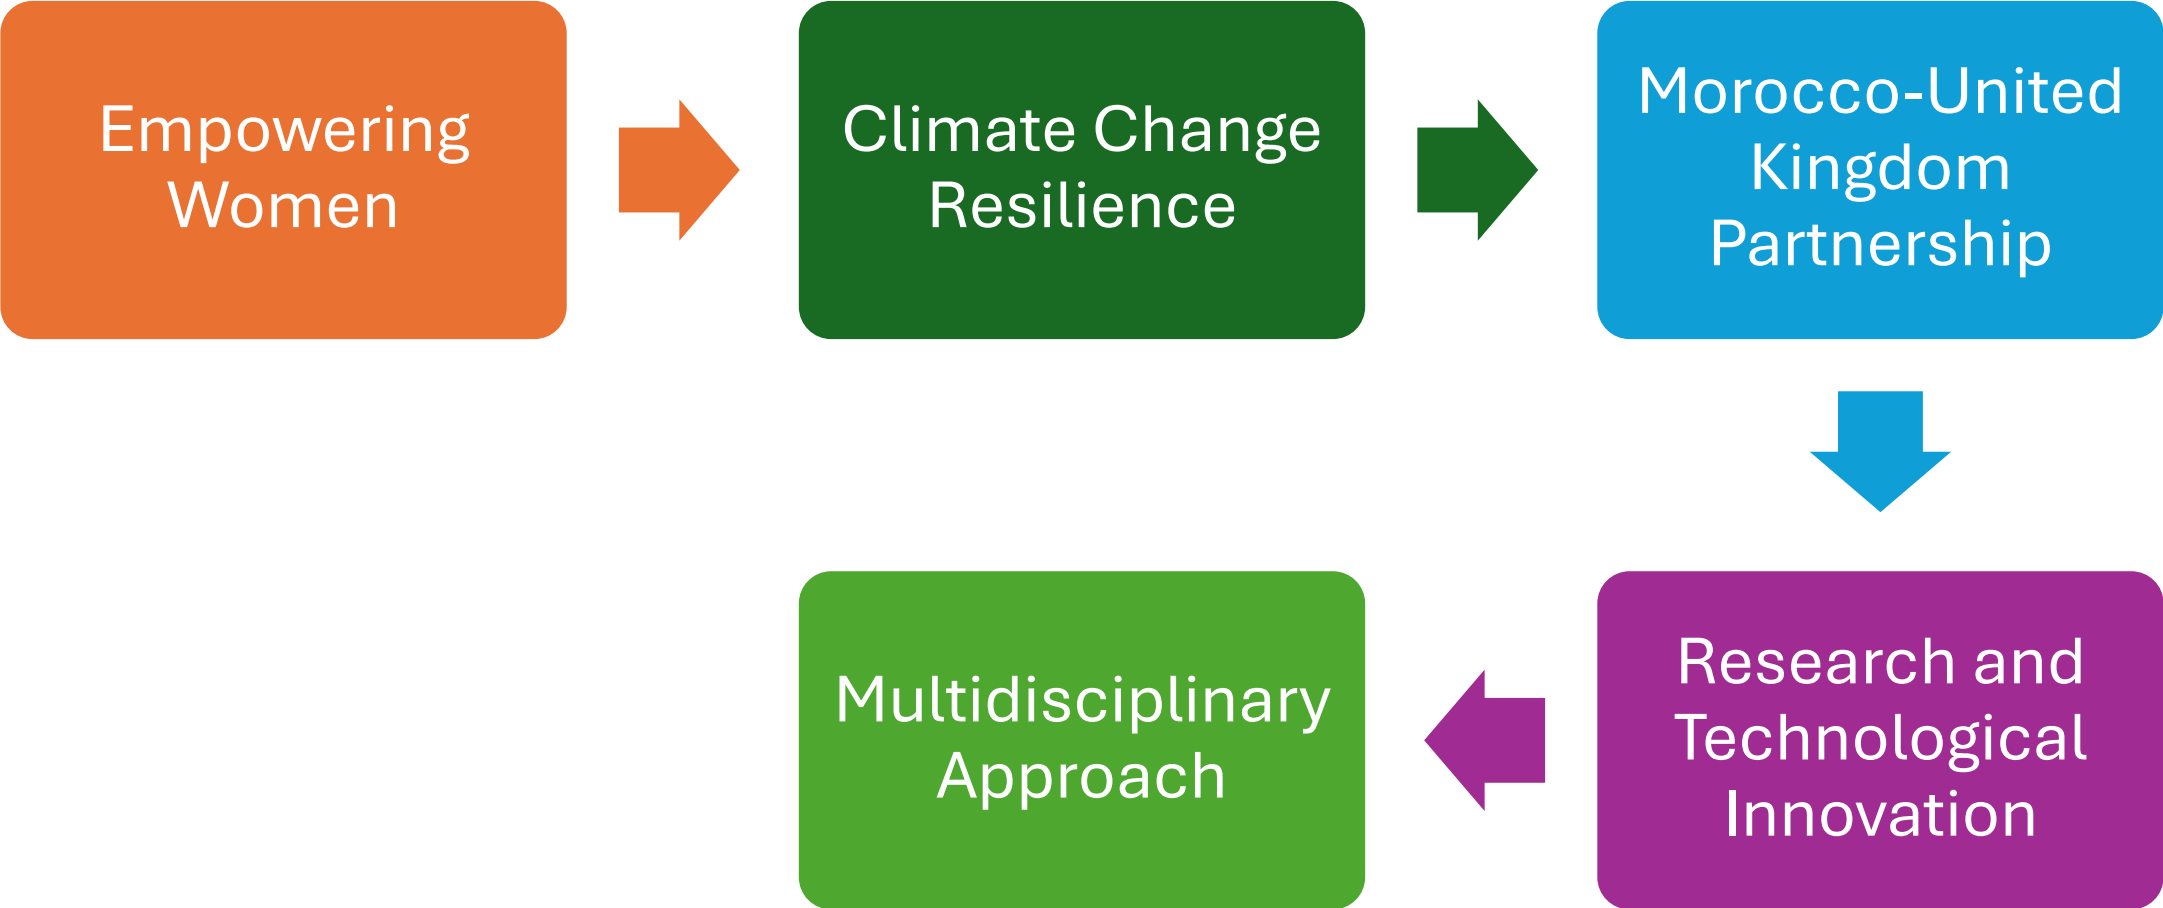 Empowering
Women
Climate Change
Resilience
Morocco-United
Kingdom
Partnership
Research and
Technological
Innovation
Multidisciplinary
Approach